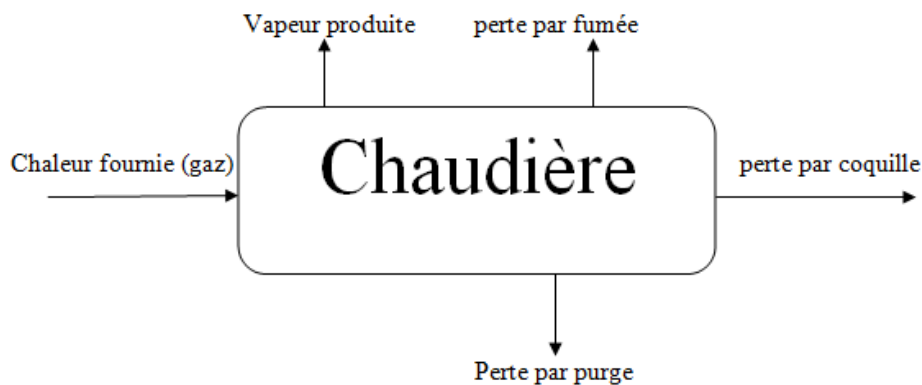 Vapeur produite
perte par fumée
Chaleur fournie (gaz)
Chaudière
perte par coquille
Perte par purge